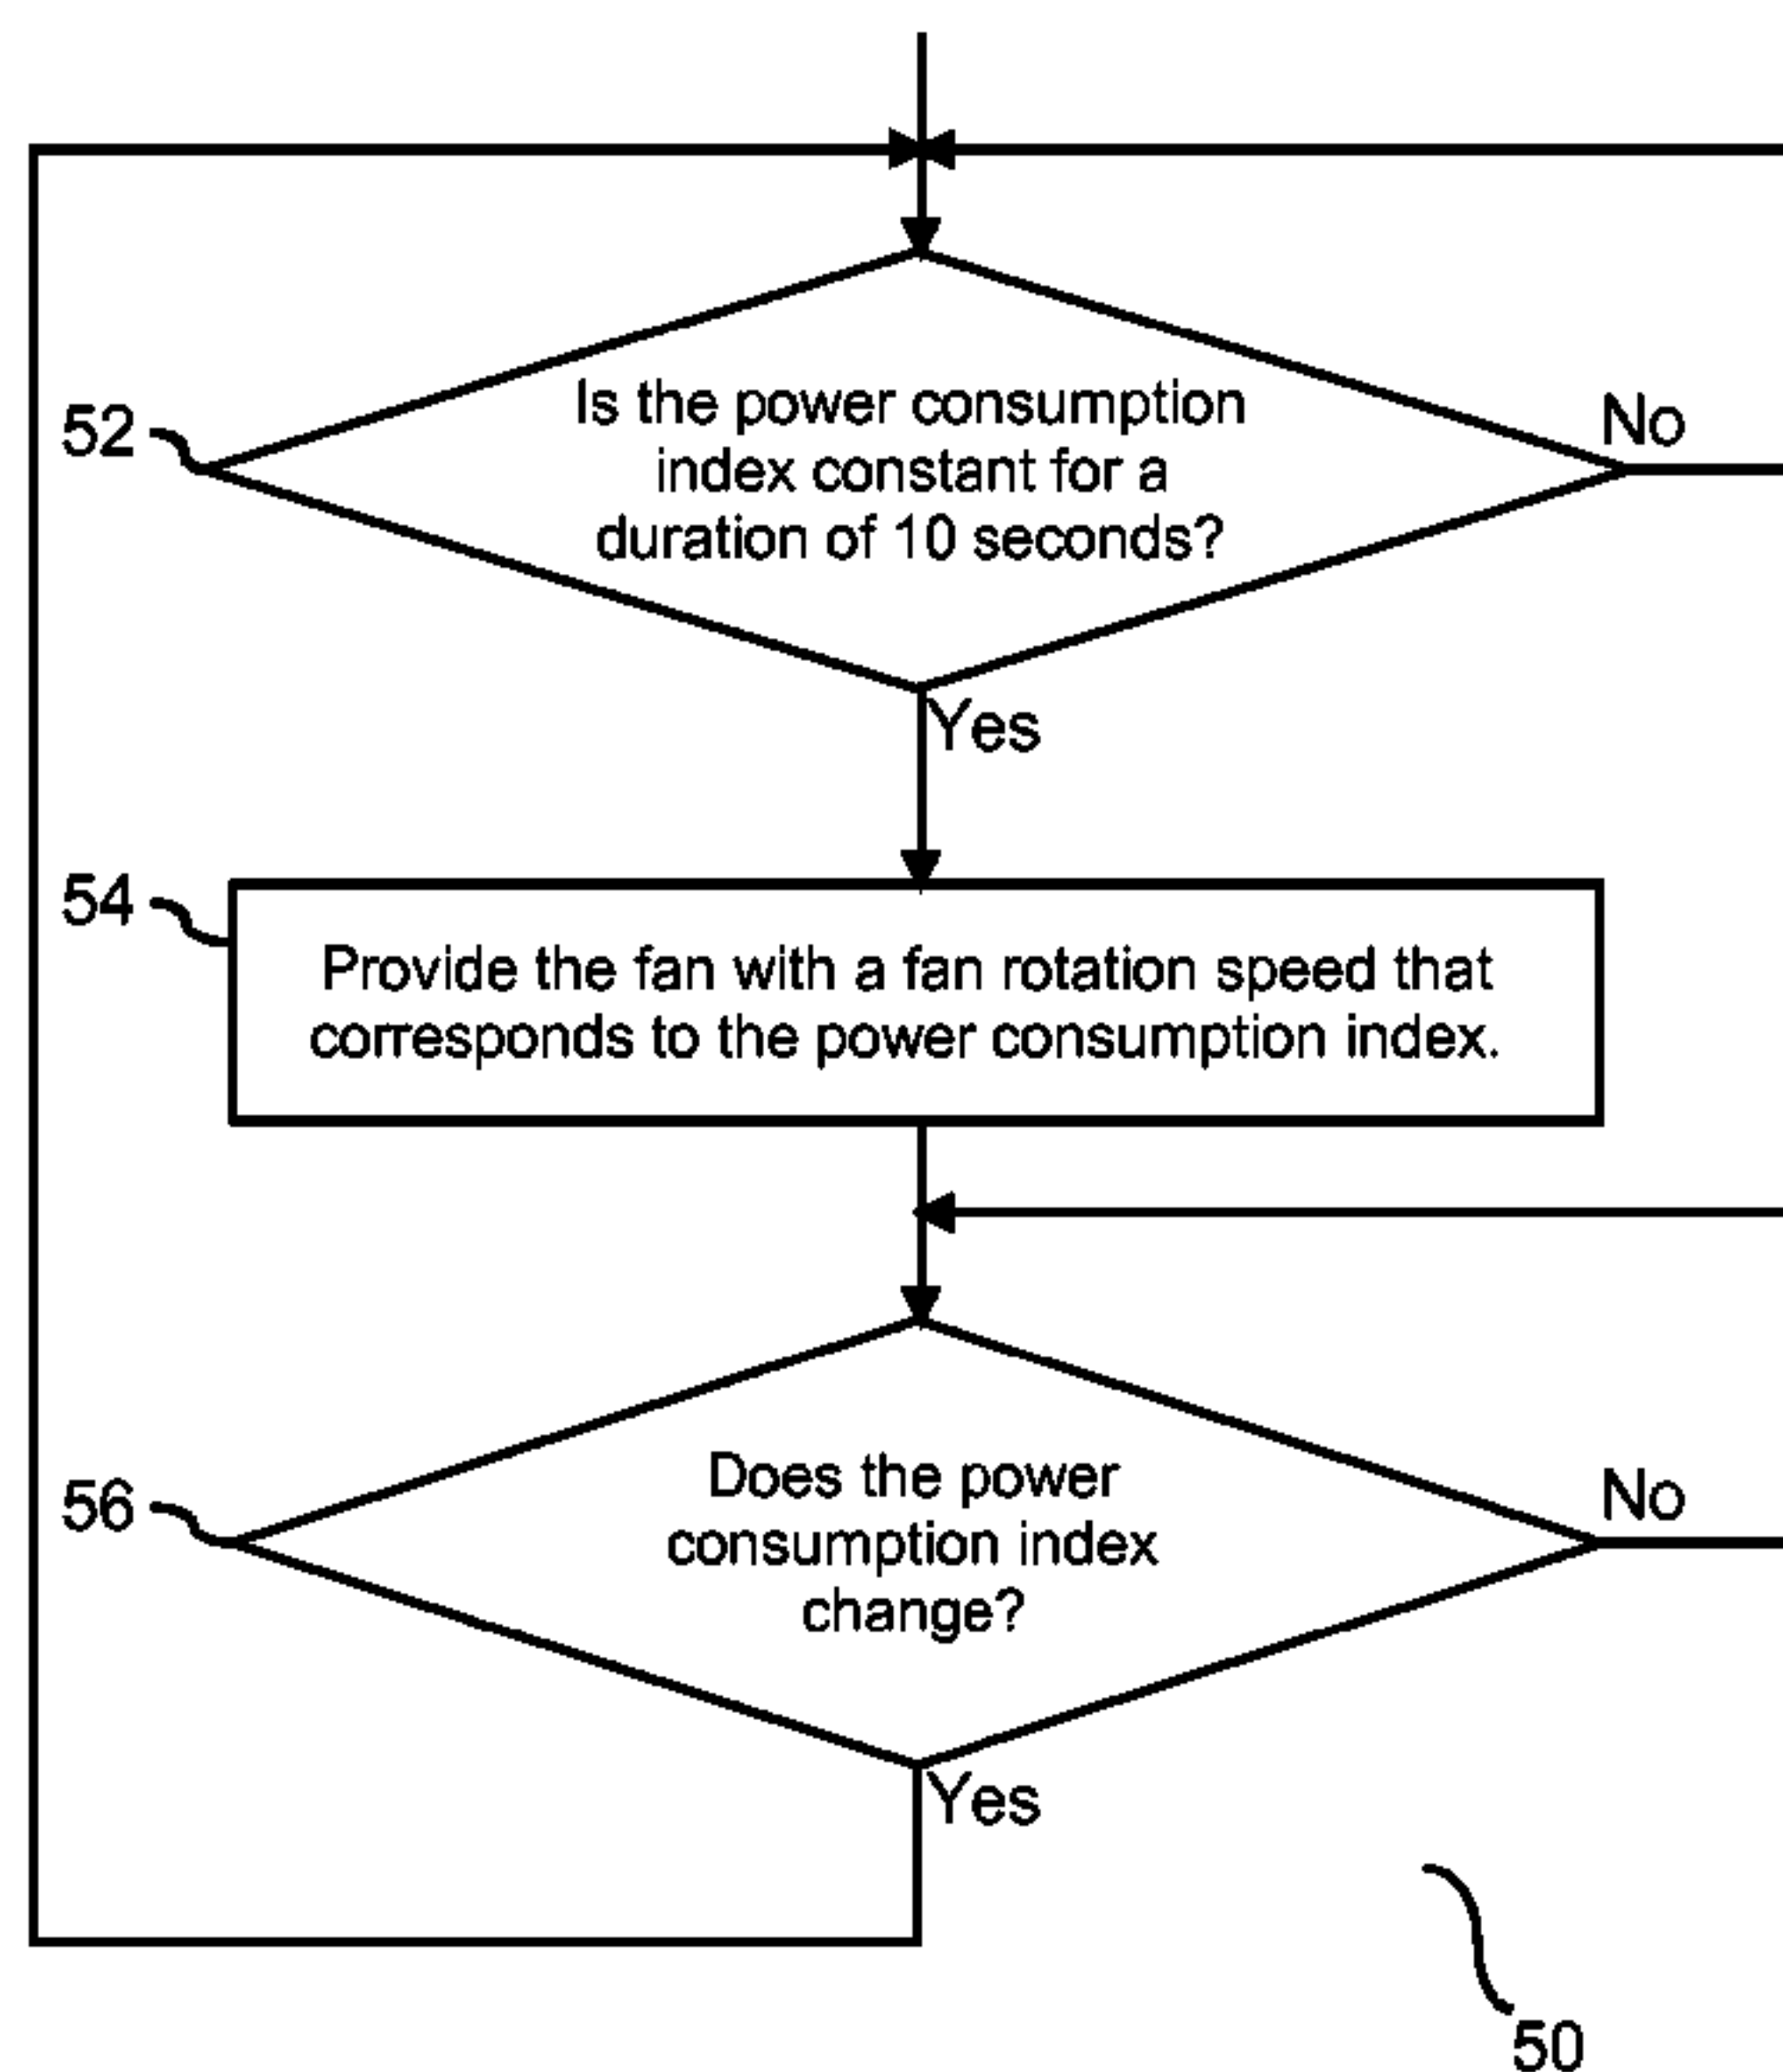 Is the power consumption
index constant for a
duration of 10 seconds?
52
No
Yes
54
Provide the fan with a fan rotation speed that
corresponds to the power consumption index.
Does the power
consumption index
change?
56
No
Yes
50